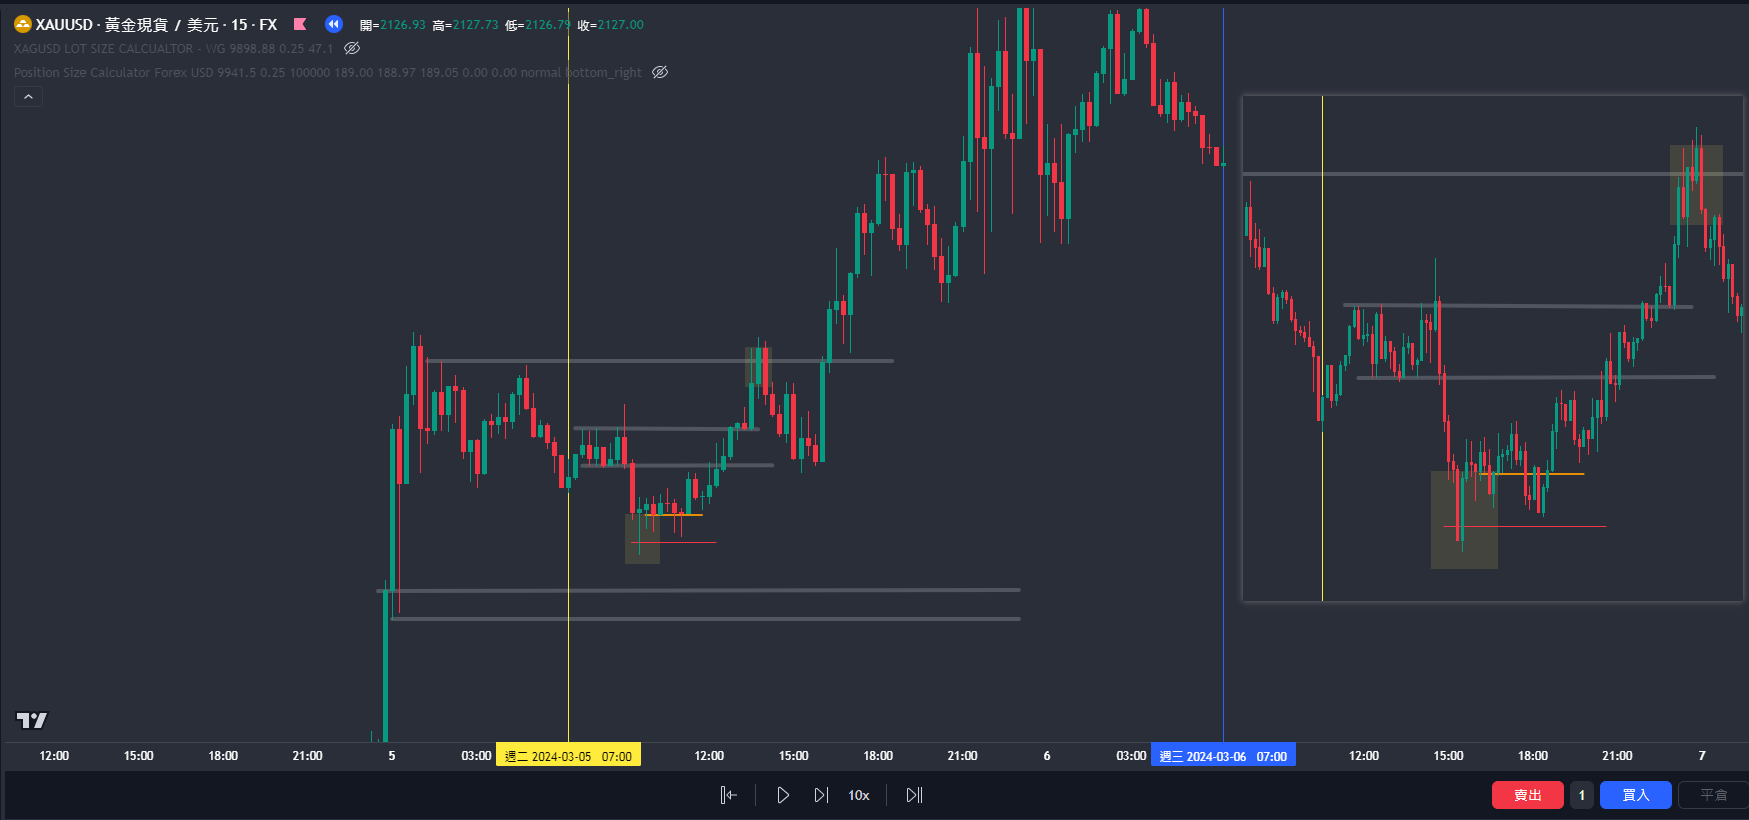 XAUUSD · 黃金現貨 / 美元 · 15 · FX 開=2126.93 高=2127.73 低=2126.79 收=2127.00
XAGUSD LOT SIZE CALCUALTOR - WG 9898.88 0.25 47.1
Position Size Calculator Forex USD 9941.5 0.25 100000 189.00 188.97 189.05 0.00 0.00 normal bottom_right
12:00 15:00 18:00 21:00 5 03:00 週二 2024-03-05 07:00 12:00 15:00 18:00 21:00 6 03:00 週三 2024-03-06 07:00 12:00 15:00 18:00 21:00 7
10x 賣出 1 買入 平倉